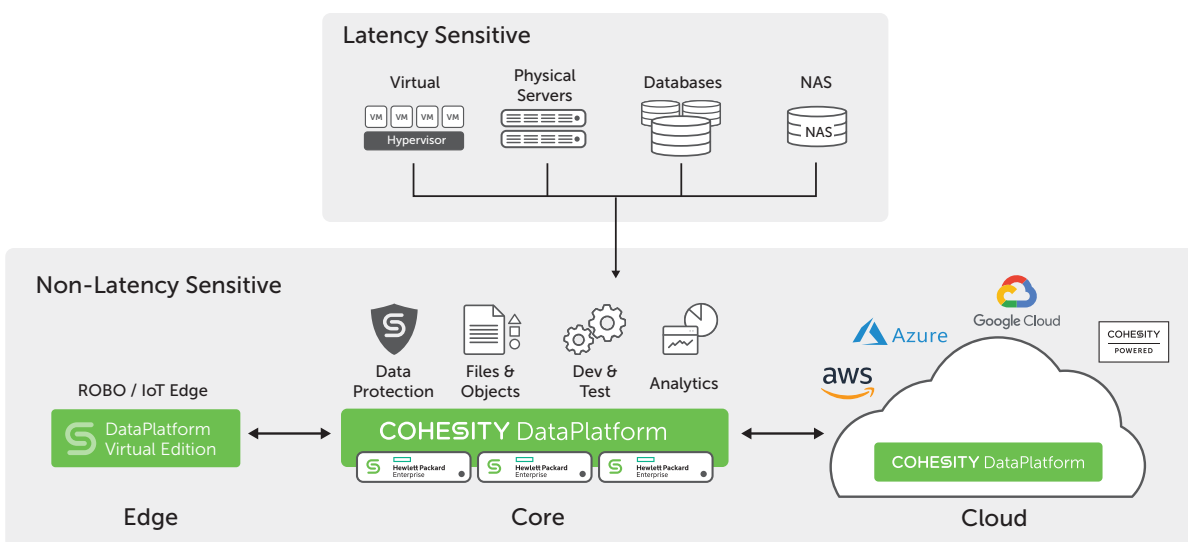 Latency Sensitive
Virtual
Physical
Servers
Databases
NAS
VM VM VM VM
Hypervisor
NAS
Non-Latency Sensitive
Data
Protection
Files &
Objects
Dev &
Test
Analytics
ROBO / IoT Edge
DataPlatform
Virtual Edition
COHESITY DataPlatform
Hewlett Packard
Enterprise
Hewlett Packard
Enterprise
Hewlett Packard
Enterprise
Google Cloud
Azure
aws
COHESITY
POWERED
COHESITY DataPlatform
Edge
Core
Cloud